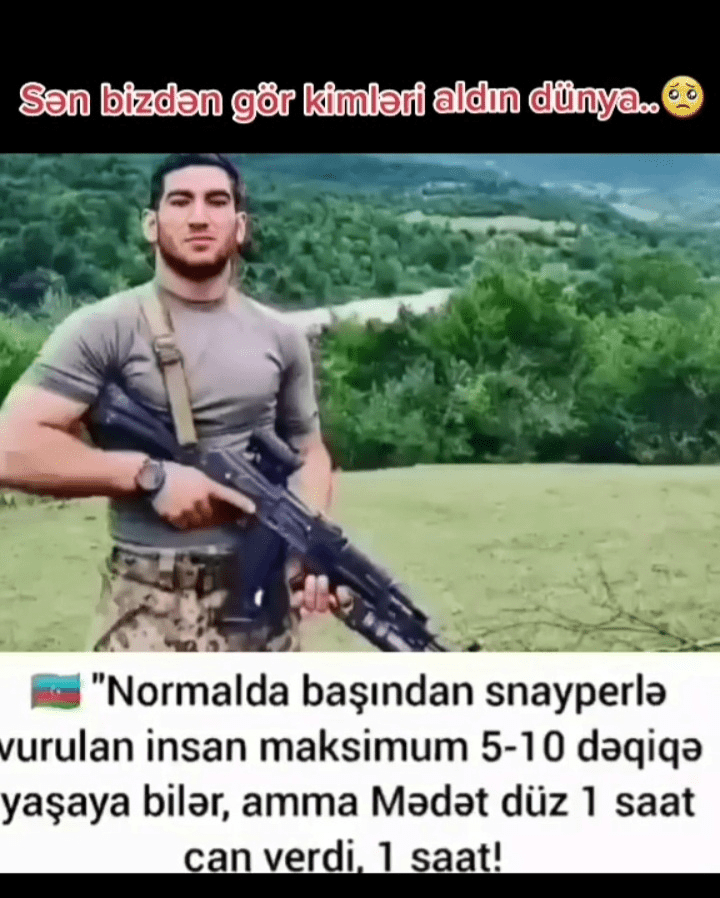 Sən bizdən gör kimləri aldın dünya..🥺
🇦🇿 "Normalda başından snayperlə
vurulan insan maksimum 5-10 dəqiqə
yaşaya bilər, amma Mədət düz 1 saat
can verdi, 1 saat!